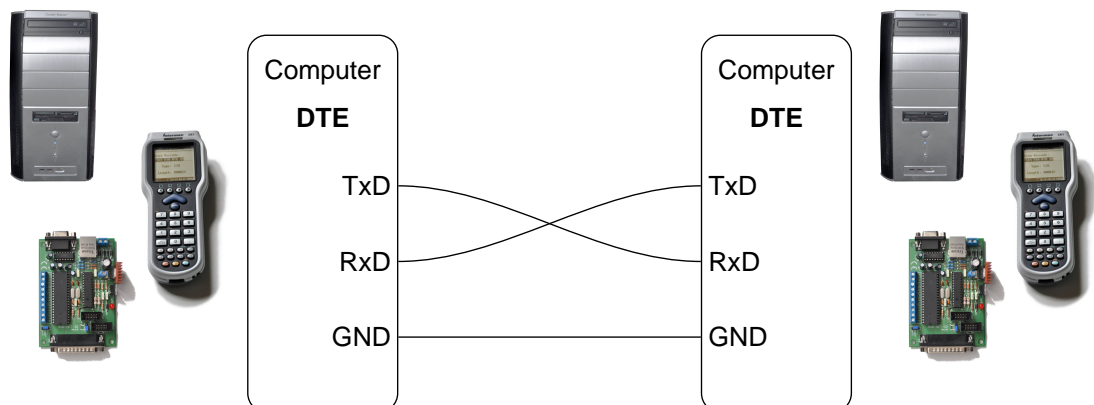 Computer
DTE
TxD
RxD
GND
Computer
DTE
TxD
RxD
GND